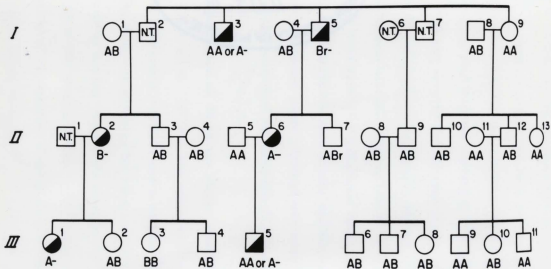 I
1 2 3 4 5 6 7 8 9
N.T. N.T. N.T.
AB AA or A- AB Br- AB AA
II
1 2 3 4 5 6 7 8 9 10 11 12 13
N.T.
B- AB AB AA A- ABr AB AB AB AA AB AA
III
1 2 3 4 5 6 7 8 9 10 11
A- AB BB AB AA or A- AB AB AB AA AB AA